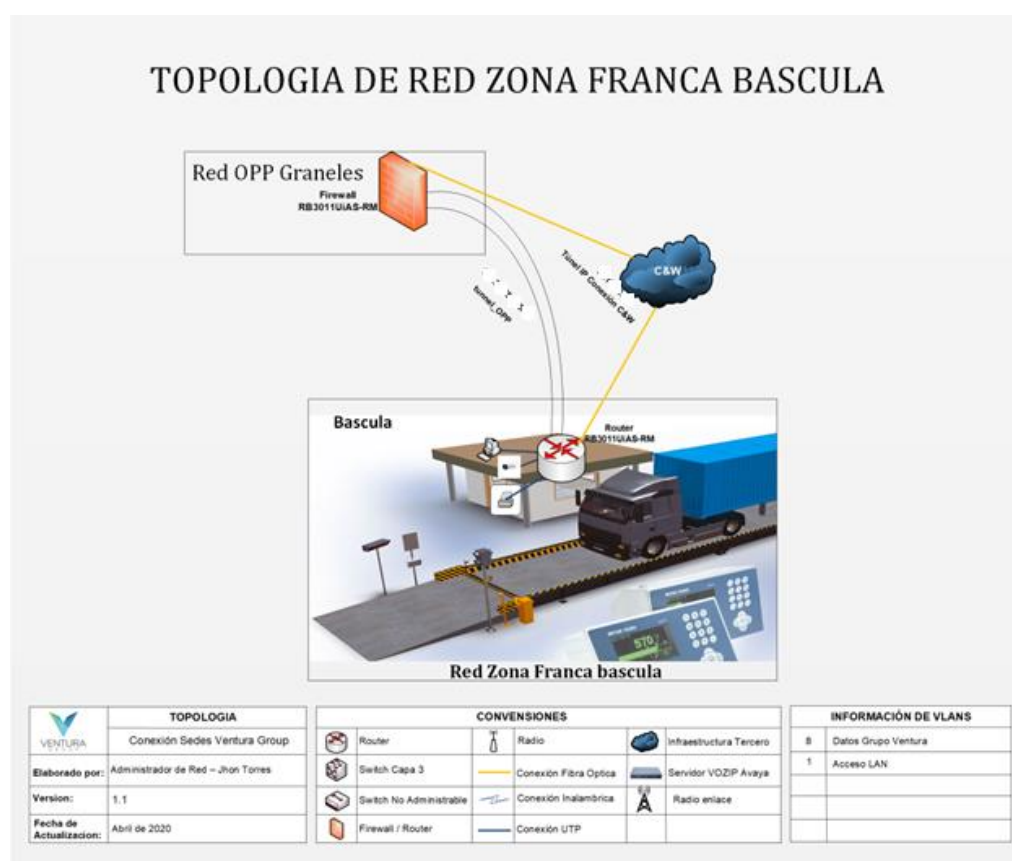 TOPOLOGIA DE RED ZONA FRANCA BASCULA
Red OPP Graneles
Firewall
RB3011UiAS-RM
C&W
Túnel IP Conexión C&W
tunnel_OPP
Bascula
Router
RB3011UiAS-RM
570
Red Zona Franca bascula
VENTURA
TOPOLOGIA
Conexión Sedes Ventura Group
Elaborado por:
Administrador de Red – Jhon Torres
Version:
1.1
Fecha de
Actualizacion:
Abril de 2020
CONVENSIONES
Router
Radio
Infraestructura Tercero
Switch Capa 3
Conexión Fibra Optica
Servidor VOZIP Avaya
Switch No Administrable
Conexión Inalambrica
Radio enlace
Firewall / Router
Conexión UTP
INFORMACIÓN DE VLANS
8 Datos Grupo Ventura
1 Acceso LAN